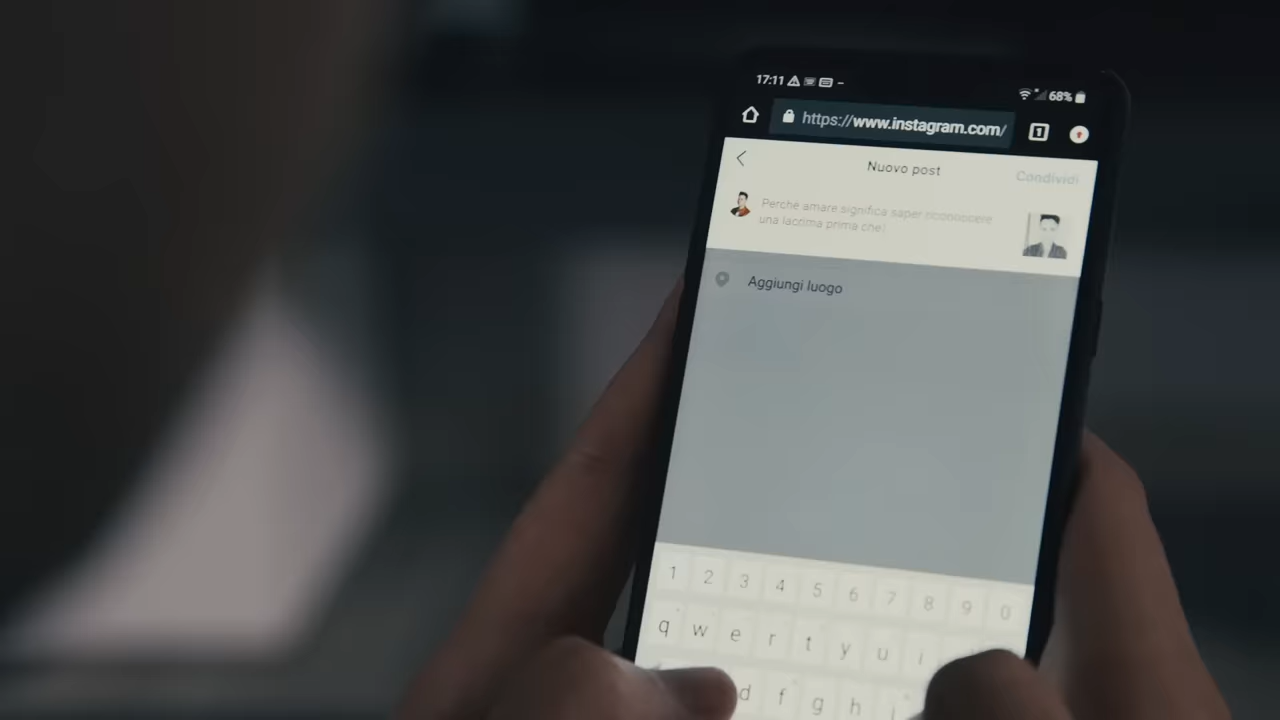 17:11
68%
https://www.instagram.com/
1
Nuovo post
Condividi
Perché amare significa saper riconoscere
una lacrima prima che
Aggiungi luogo
1 2 3 4 5 6 7 8 9 0
q w e r t y u i
d f g h j